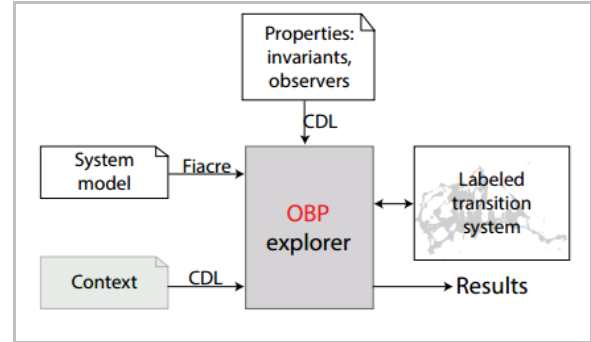 Properties:
invariants,
observers
CDL
System
model
Fiacre
OBP
explorer
Labeled
transition
system
Context
CDL
Results